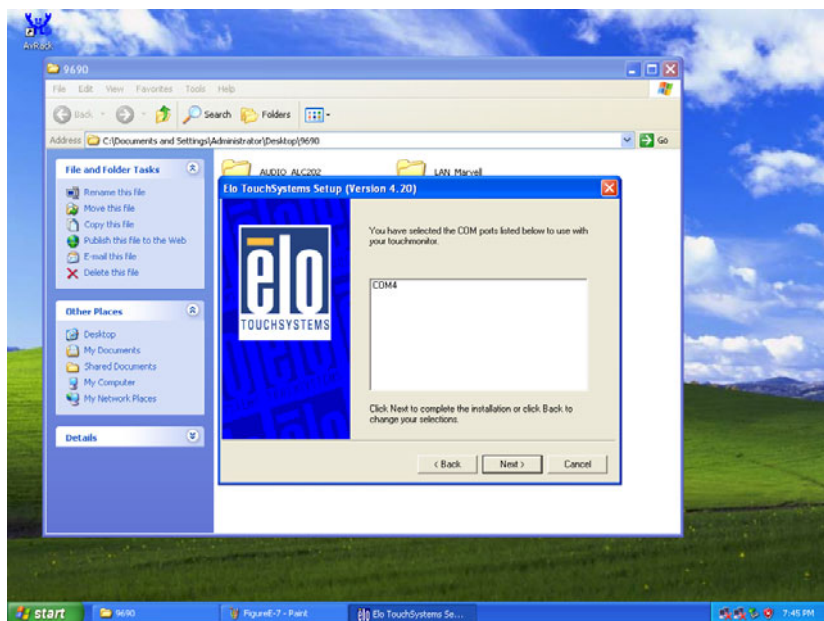 AvRack
9690
File Edit View Favorites Tools Help
Back Search Folders
Address C:\Documents and Settings\Administrator\Desktop\9690 Go
File and Folder Tasks
Rename this file
Move this file
Copy this file
Publish this file to the Web
E-mail this file
Delete this file
Other Places
Desktop
My Documents
Shared Documents
My Computer
My Network Places
Details
AUDIO_ALC202 LAN_Marvell
Elo TouchSystems Setup (Version 4.20)
elo
TOUCHSYSTEMS
You have selected the COM ports listed below to use with
your touchmonitor.
COM4
Click Next to complete the installation or click Back to
change your selections.
< Back Next > Cancel
start 9690 FigureE-7 - Paint Elo TouchSystems Se... 7:45 PM